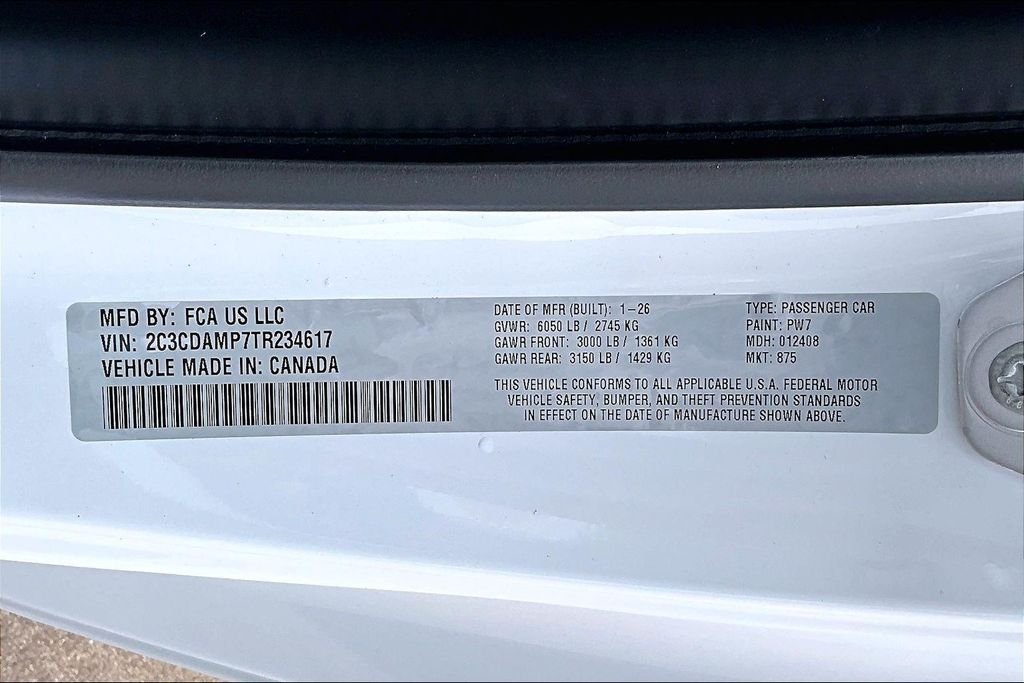 MFD BY: FCA US LLC
VIN: 2C3CDAMP7TR234617
VEHICLE MADE IN: CANADA
DATE OF MFR (BUILT): 1-26
GVWR: 6050 LB / 2745 KG
GAWR FRONT: 3000 LB / 1361 KG
GAWR REAR: 3150 LB / 1429 KG
TYPE: PASSENGER CAR
PAINT: PW7
MDH: 012408
MKT: 875
THIS VEHICLE CONFORMS TO ALL APPLICABLE U.S.A. FEDERAL MOTOR
VEHICLE SAFETY, BUMPER, AND THEFT PREVENTION STANDARDS
IN EFFECT ON THE DATE OF MANUFACTURE SHOWN ABOVE.